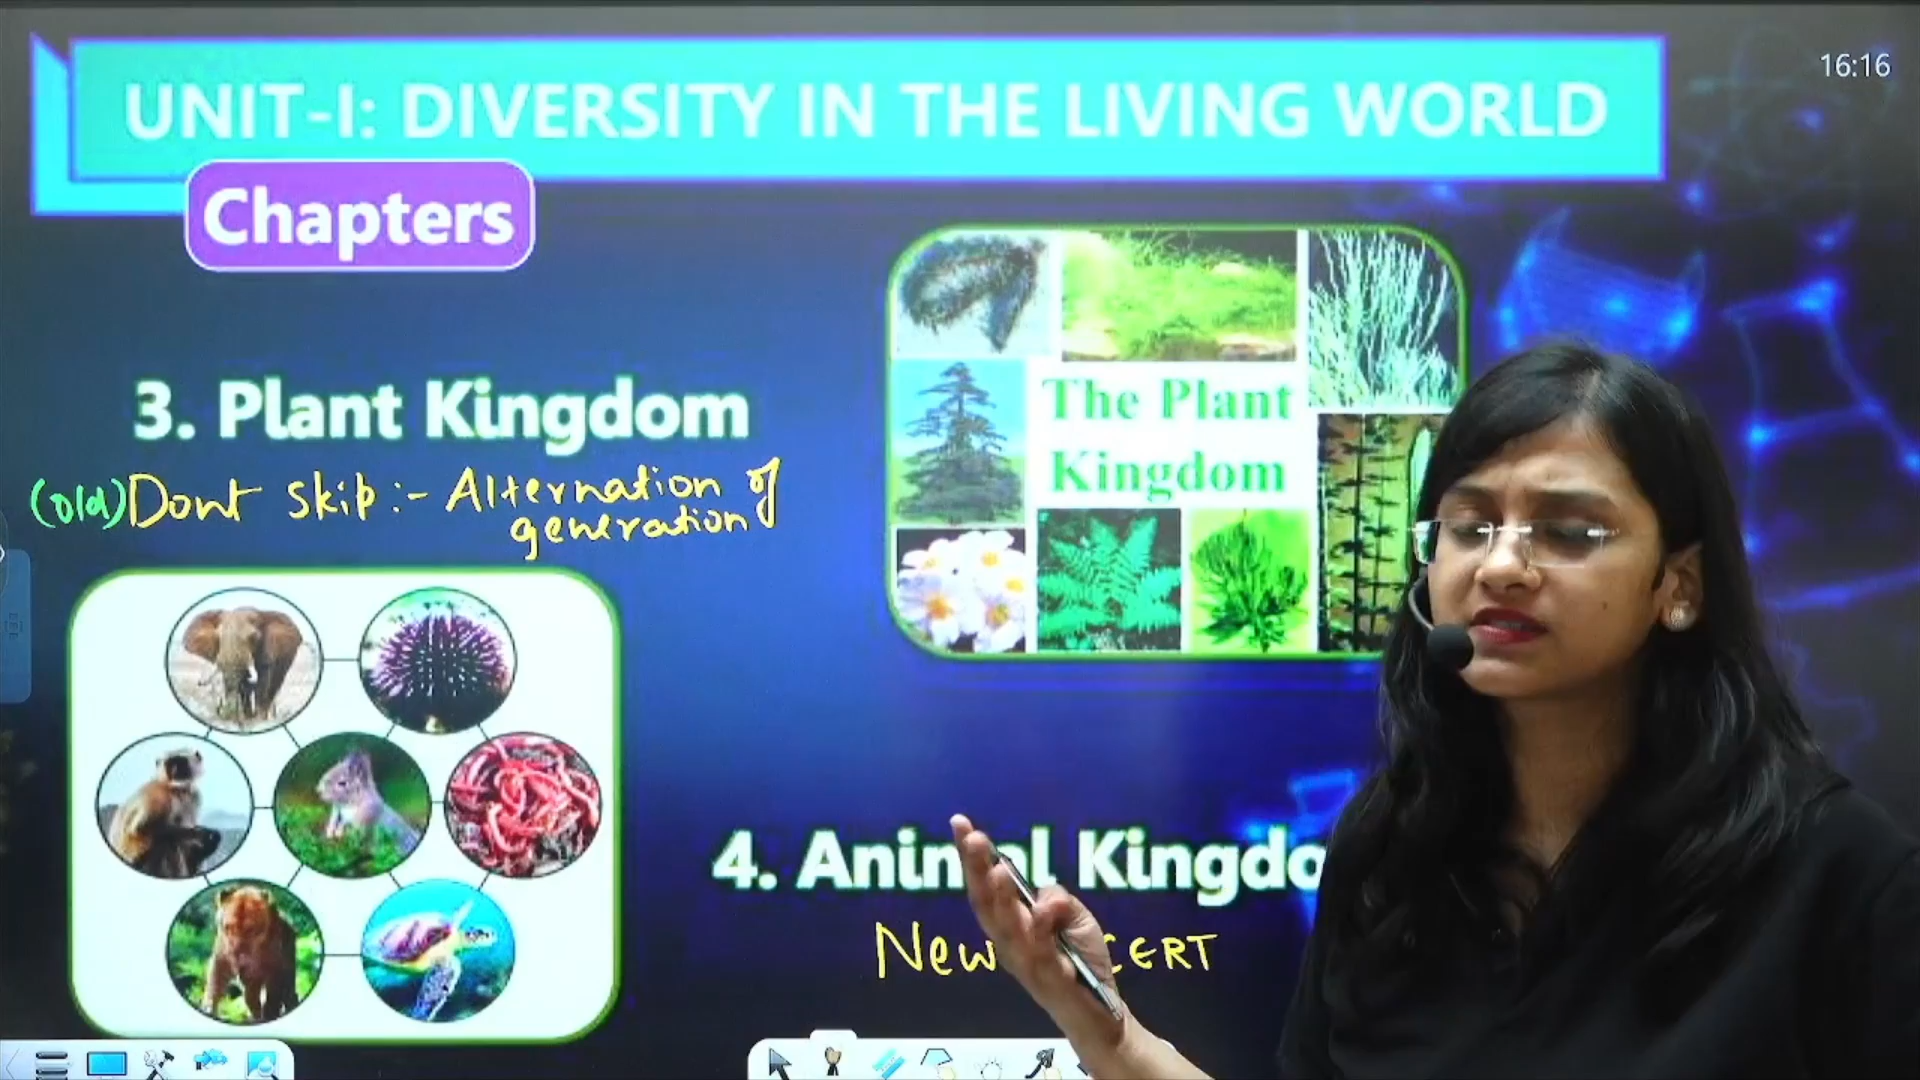 16:16
UNIT-I: DIVERSITY IN THE LIVING WORLD
Chapters
3. Plant Kingdom
(old) Dont Skip :- Alternation of
generation
The Plant
Kingdom
4. Animal Kingdo
New CERT